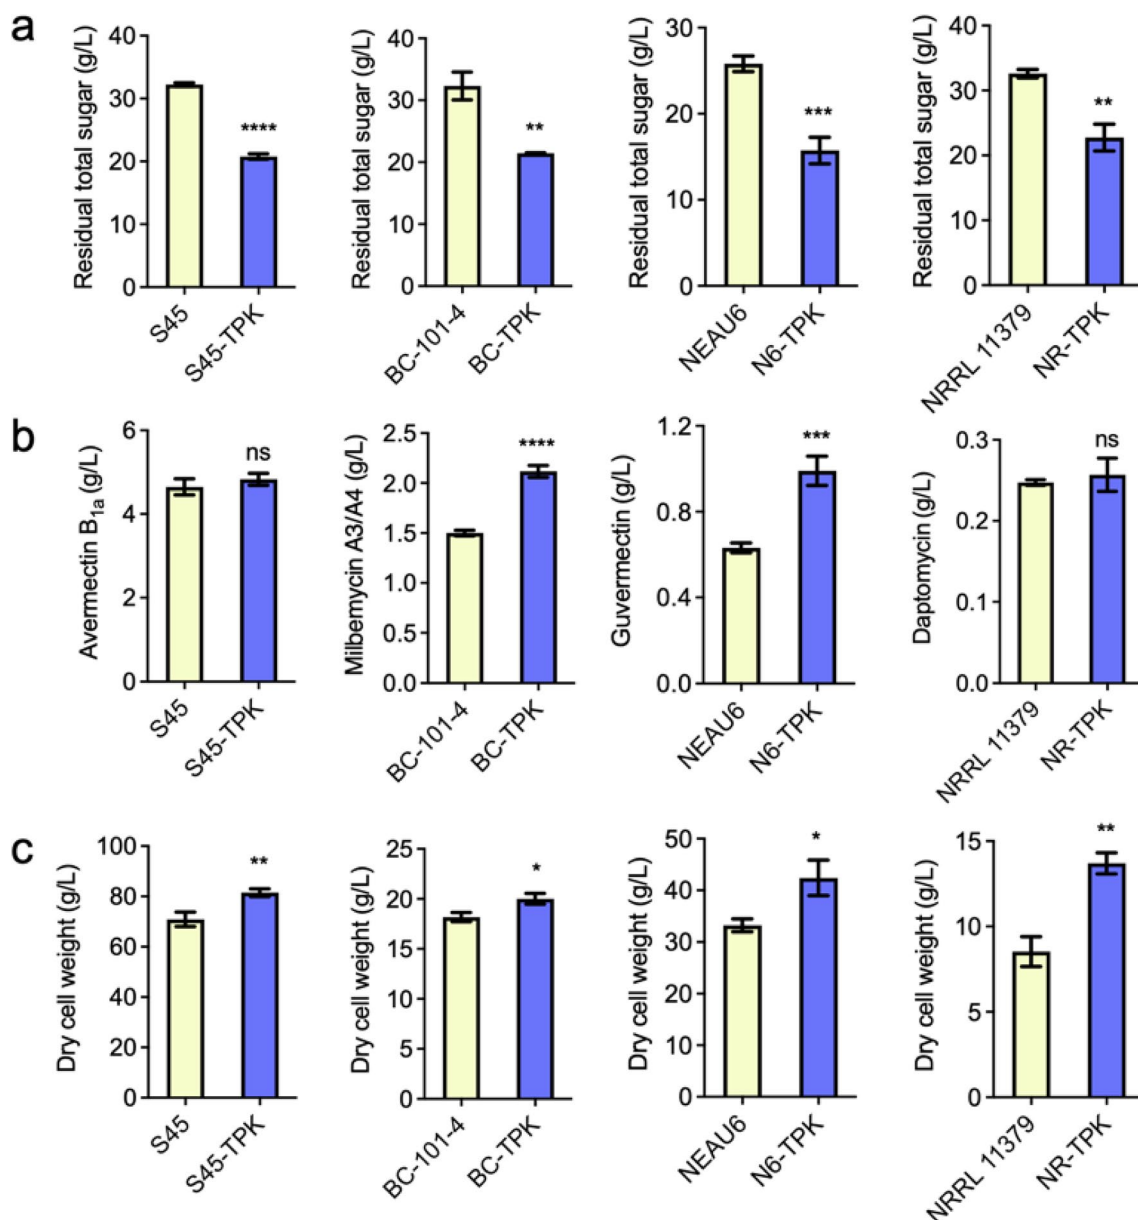 a
Residual total sugar (g/L)
40
30
20
10
0
****
S45
S45-TPK
Residual total sugar (g/L)
40
30
20
10
0
**
BC-101-4
BC-TPK
Residual total sugar (g/L)
30
20
10
0
***
NEAU6
N6-TPK
Residual total sugar (g/L)
40
30
20
10
0
**
NRRL 11379
NR-TPK
b
Avermectin B1a (g/L)
6
4
2
0
ns
S45
S45-TPK
Milbemycin A3/A4 (g/L)
2.5
2.0
1.5
1.0
0.5
0.0
****
BC-101-4
BC-TPK
Guvermectin (g/L)
1.2
0.9
0.6
0.3
0.0
***
NEAU6
N6-TPK
Daptomycin (g/L)
0.3
0.2
0.1
0.0
ns
NRRL 11379
NR-TPK
c
Dry cell weight (g/L)
100
80
60
40
20
0
**
S45
S45-TPK
Dry cell weight (g/L)
25
20
15
10
5
0
*
BC-101-4
BC-TPK
Dry cell weight (g/L)
50
40
30
20
10
0
*
NEAU6
N6-TPK
Dry cell weight (g/L)
15
10
5
0
**
NRRL 11379
NR-TPK